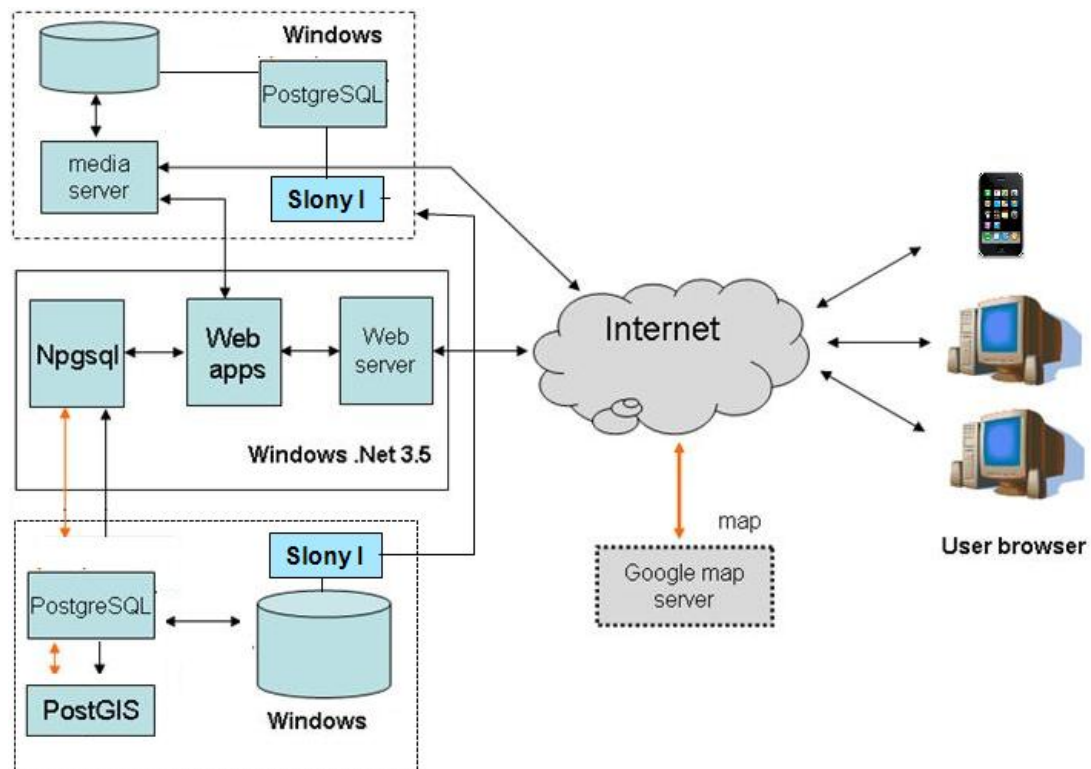 Windows
PostgreSQL
media
server
Slony I
Npgsql
Web
apps
Web
server
Windows .Net 3.5
Internet
map
Google map
server
User browser
Slony I
PostgreSQL
PostGIS
Windows